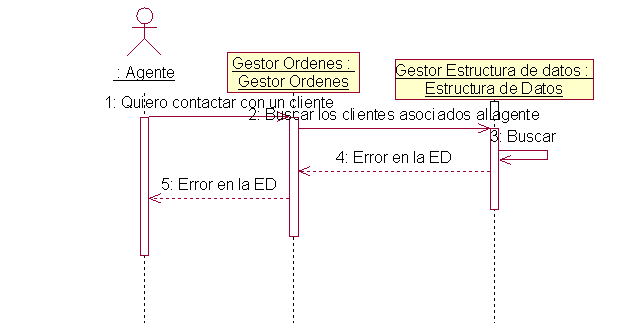 : Agente
Gestor Ordenes :
Gestor Ordenes
Gestor Estructura de datos :
Estructura de Datos
1: Quiero contactar con un cliente
2: Buscar los clientes asociados al agente
3: Buscar
4: Error en la ED
5: Error en la ED